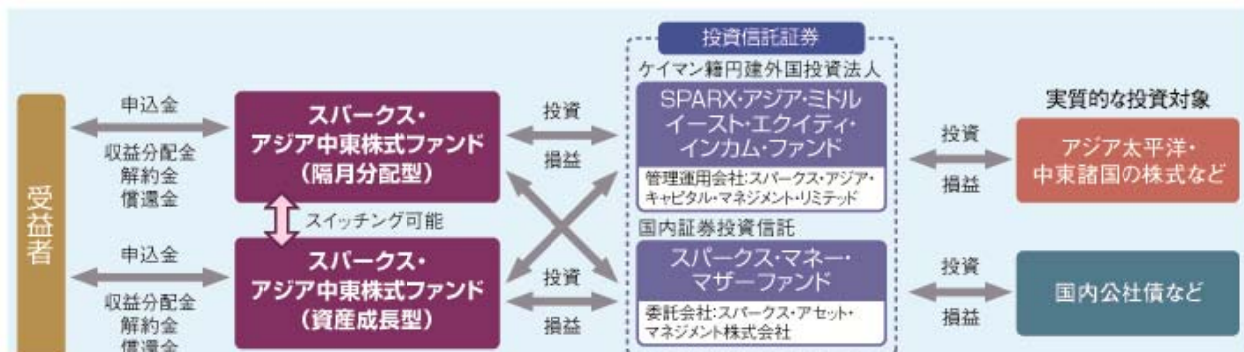 受益者
申込金
収益分配金
解約金
償還金
スパークス・
アジア中東株式ファンド
(隔月分配型)
スイッチング可能
申込金
収益分配金
解約金
償還金
スパークス・
アジア中東株式ファンド
(資産成長型)
投資
損益
投資
損益
投資信託証券
ケイマン籍円建外国投資法人
SPARX・アジア・ミドル
イースト・エクイティ・
インカム・ファンド
管理運用会社:スパークス・アジア・
キャピタル・マネジメント・リミテッド
国内証券投資信託
スパークス・マネー・
マザーファンド
委託会社:スパークス・アセット・
マネジメント株式会社
投資
損益
投資
損益
実質的な投資対象
アジア太平洋・
中東諸国の株式など
国内公社債など